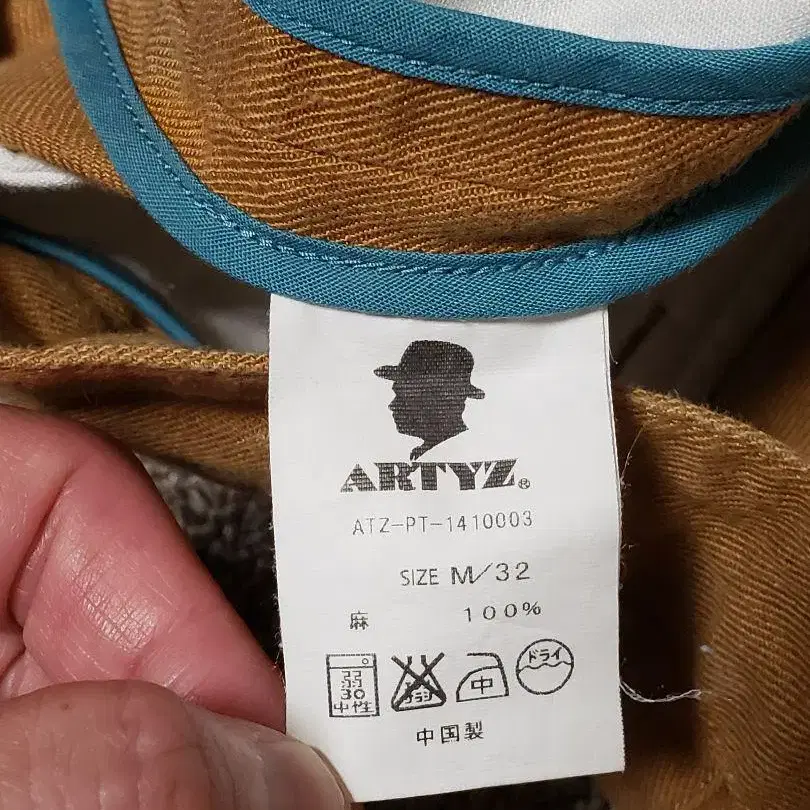 ARTYZ®
ATZ-PT-1410003
SIZE M/32
麻 100%
弱
30
中性
中
ドライ
中国製